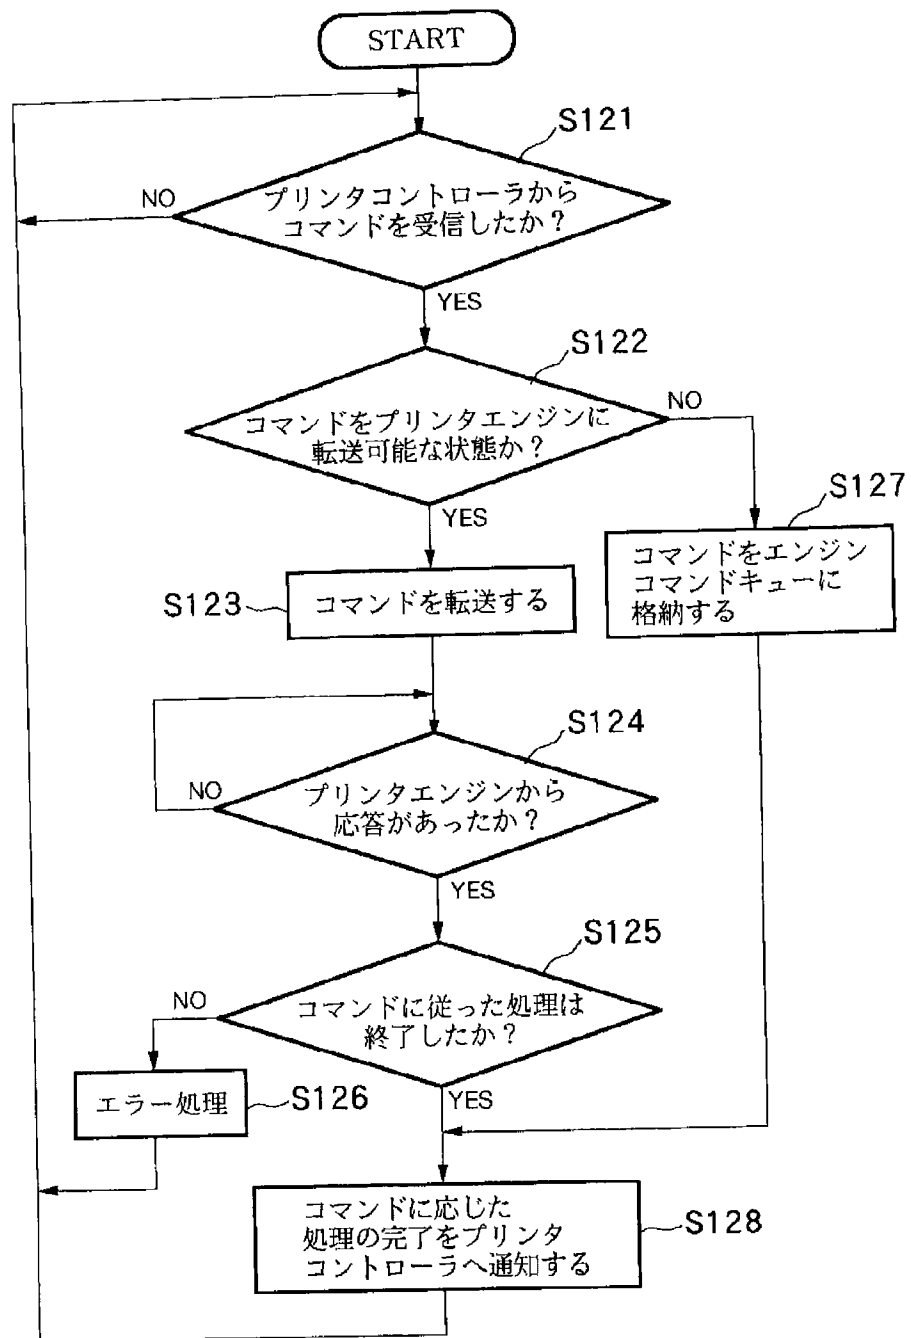 START
S121
プリンタコントローラから
コマンドを受信したか？
NO
YES
S122
コマンドをプリンタエンジンに
転送可能な状態か？
NO
YES
S127
コマンドをエンジン
コマンドキューに
格納する
S123
コマンドを転送する
S124
プリンタエンジンから
応答があったか？
NO
YES
S125
コマンドに従った処理は
終了したか？
NO
YES
エラー処理
S126
コマンドに応じた
処理の完了をプリンタ
コントローラへ通知する
S128